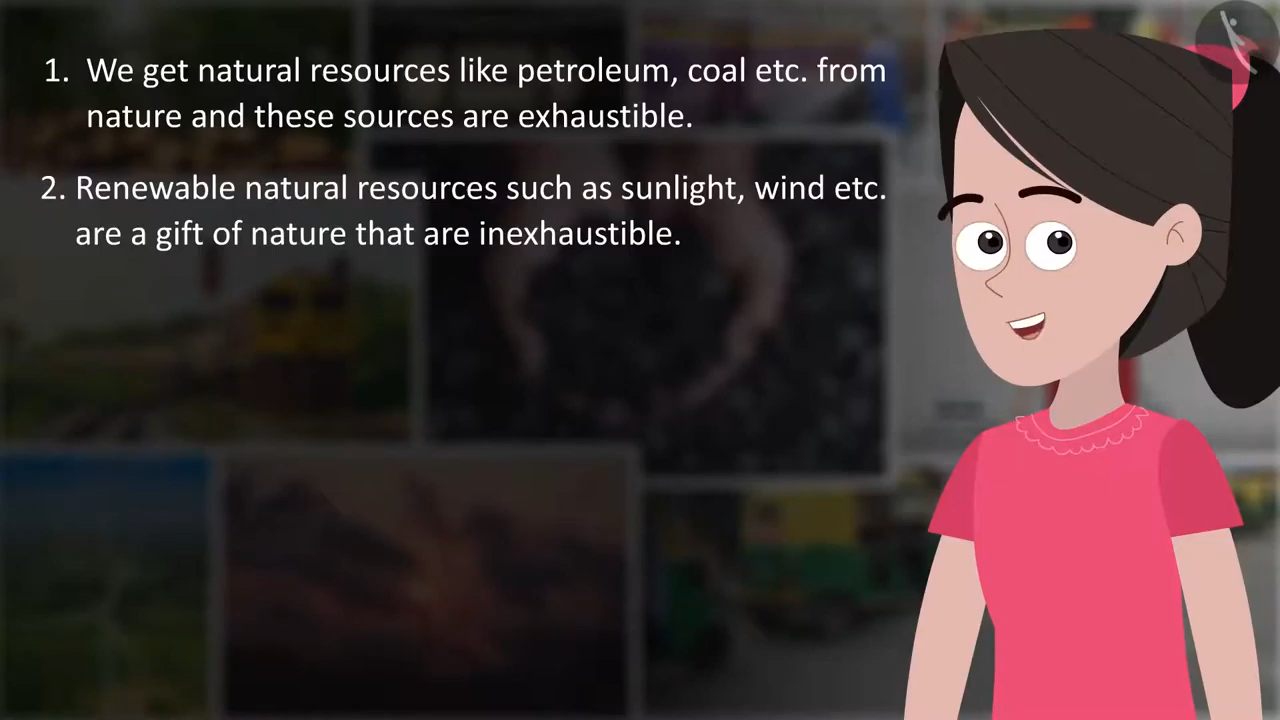 1. We get natural resources like petroleum, coal etc. from
nature and these sources are exhaustible.
2. Renewable natural resources such as sunlight, wind etc.
are a gift of nature that are inexhaustible.